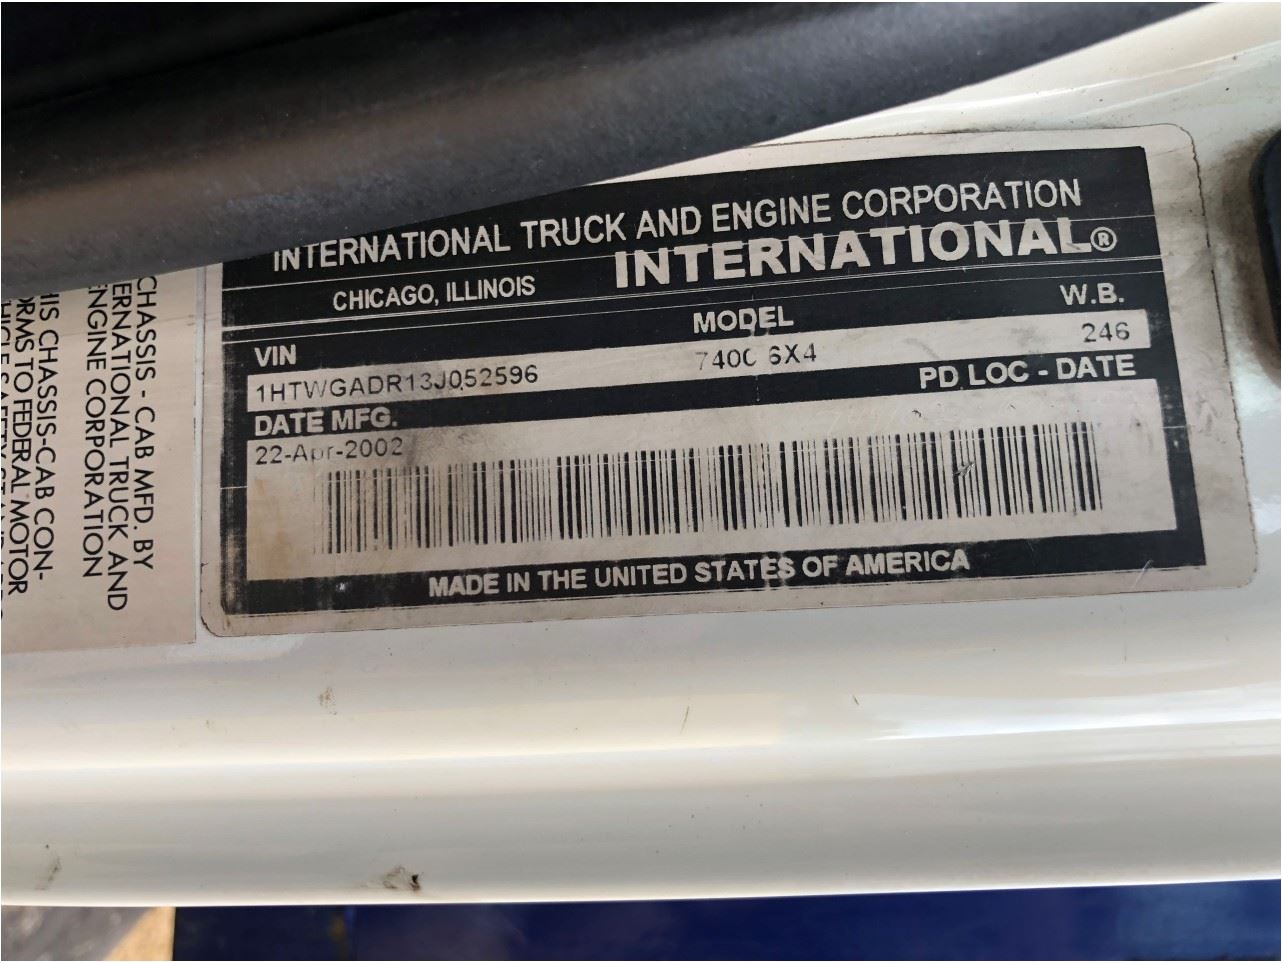 INTERNATIONAL TRUCK AND ENGINE CORPORATION
CHICAGO, ILLINOIS INTERNATIONAL®
VIN MODEL W.B.
1HTWGADR13J052596 7400 6X4 246
DATE MFG. PD LOC - DATE
22-Apr-2002
MADE IN THE UNITED STATES OF AMERICA
CHASSIS - CAB MFD. BY
ERNATIONAL TRUCK AND
ENGINE CORPORATION
IS CHASSIS-CAB CON-
ORMS TO FEDERAL MOTOR